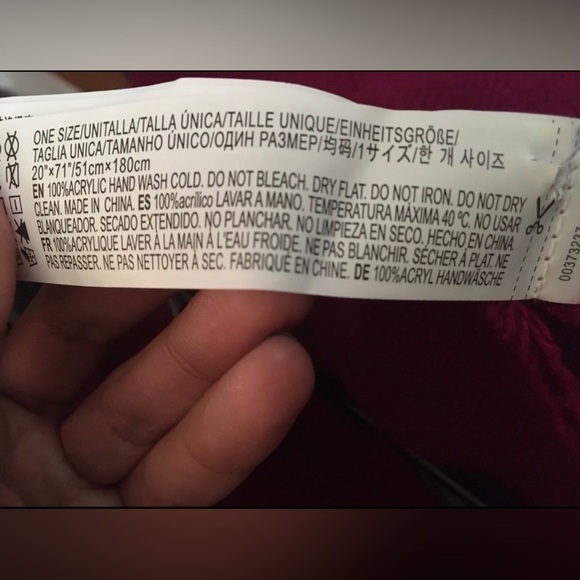 ONE SIZE/UNITALLA/TALLA ÚNICA/TAILLE UNIQUE/EINHEITSGRÖßE/
TAGLIA UNICA/TAMANHO ÚNICO/ОДИН РАЗМЕР/均码/1サイズ/한 개 사이즈
20"×71"/51cm×180cm
EN 100%ACRYLIC HAND WASH COLD. DO NOT BLEACH. DRY FLAT. DO NOT IRON. DO NOT DRY
CLEAN. MADE IN CHINA. ES 100%acrílico LAVAR A MANO. TEMPERATURA MÁXIMA 40 ºC. NO USAR
BLANQUEADOR. SECADO EXTENDIDO. NO PLANCHAR. NO LIMPIEZA EN SECO. HECHO EN CHINA.
FR 100%ACRYLIQUE LAVER À LA MAIN À L'EAU FROIDE. NE PAS BLANCHIR. SÉCHER À PLAT. NE
PAS REPASSER. NE PAS NETTOYER À SEC. FABRIQUÉ EN CHINE. DE 100%ACRYL HANDWÄSCHE